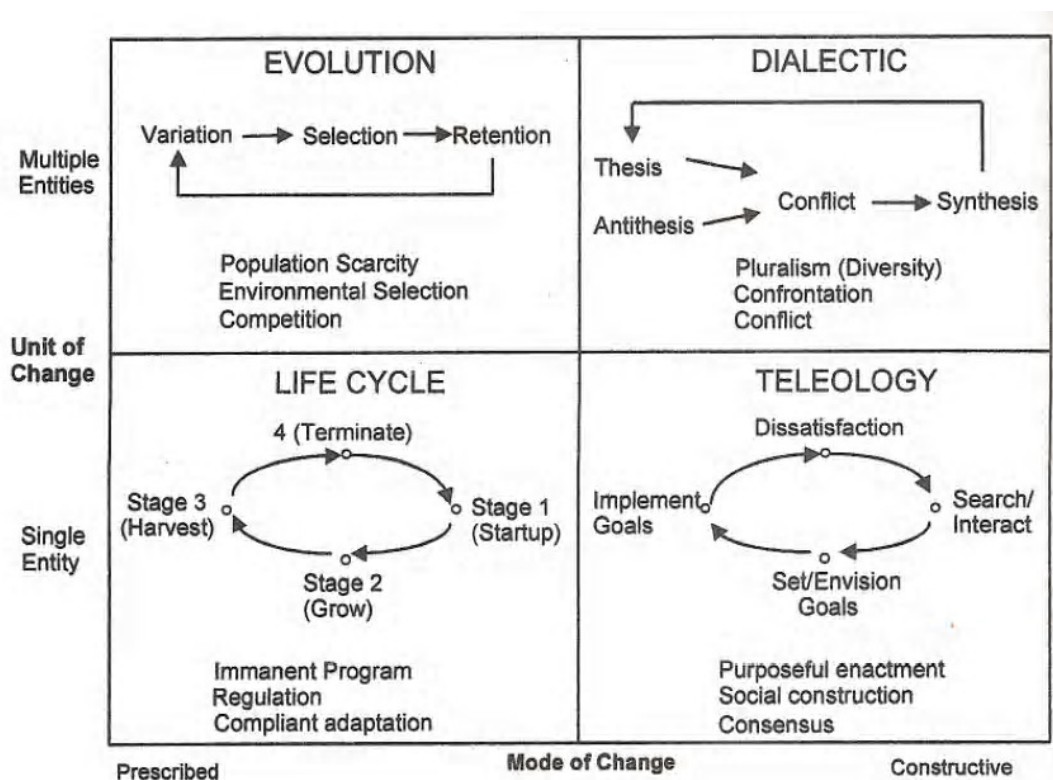 EVOLUTION
Variation Selection Retention
Population Scarcity
Environmental Selection
Competition
DIALECTIC
Thesis
Antithesis
Conflict Synthesis
Pluralism (Diversity)
Confrontation
Conflict
Multiple
Entities
Unit of
Change
LIFE CYCLE
4 (Terminate)
Stage 3
(Harvest)
Stage 1
(Startup)
Stage 2
(Grow)
Immanent Program
Regulation
Compliant adaptation
TELEOLOGY
Dissatisfaction
Implement
Goals
Search/
Interact
Set/Envision
Goals
Purposeful enactment
Social construction
Consensus
Single
Entity
Prescribed
Mode of Change
Constructive